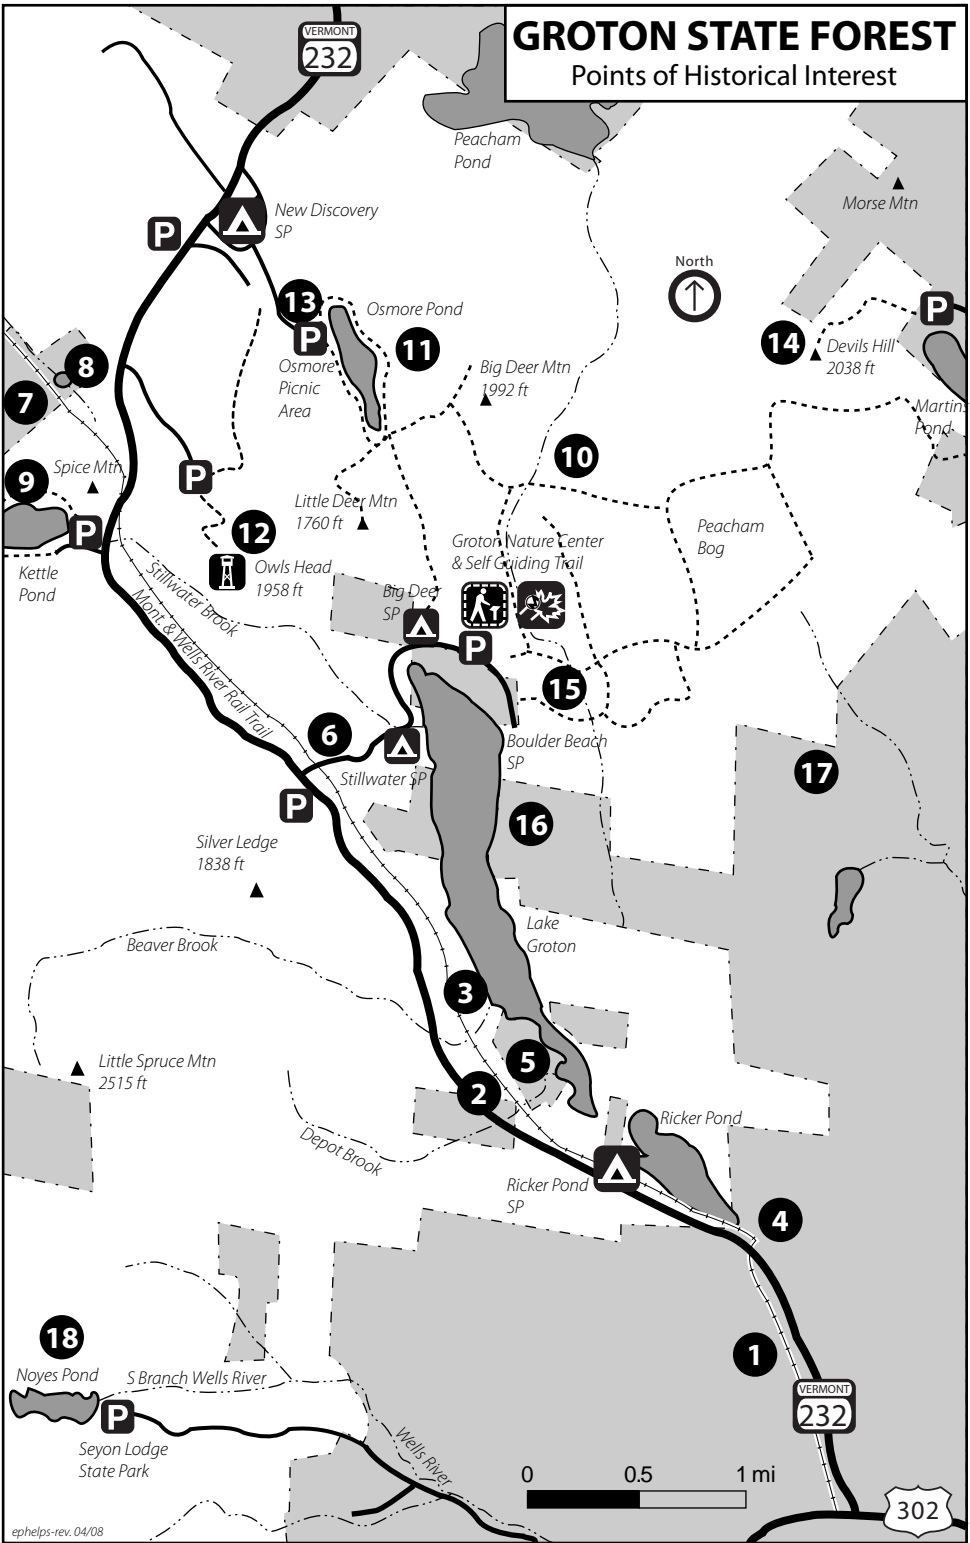 GROTON STATE FOREST
Points of Historical Interest
VERMONT
232
Peacham
Pond
Morse Mtn
New Discovery
SP
P
North
13
Osmore Pond
P
P
Osmore
Picnic
Area
11
14
Devils Hill
2038 ft
8
7
Big Deer Mtn
1992 ft
Martins
Pond
10
9
Spice Mtn
P
Little Deer Mtn
1760 ft
Peacham
Bog
P
12
Groton Nature Center
& Self Guiding Trail
Owls Head
1958 ft
Kettle
Pond
Stillwater Brook
Big Deer
SP
Mont. & Wells River Rail Trail
P
15
6
Boulder Beach
SP
Stillwater SP
17
P
16
Silver Ledge
1838 ft
Lake
Groton
Beaver Brook
3
Little Spruce Mtn
2515 ft
5
2
Ricker Pond
Depot Brook
Ricker Pond
SP
4
18
1
Noyes Pond
S Branch Wells River
VERMONT
232
P
Seyon Lodge
State Park
Wells River
0 0.5 1 mi
302
ephelps-rev. 04/08